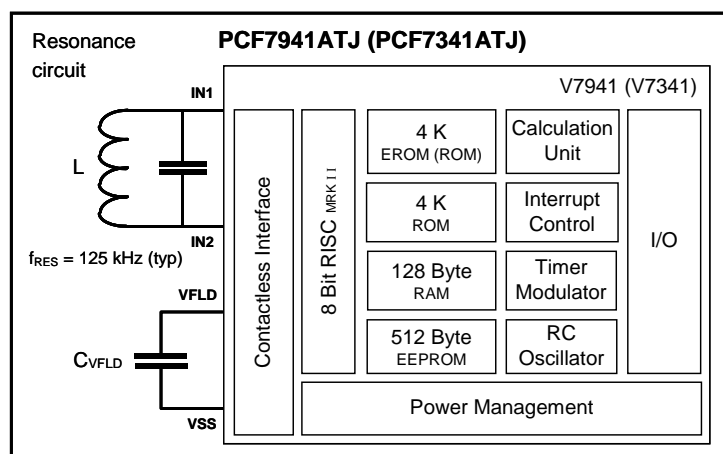 Resonance
circuit
PCF7941ATJ (PCF7341ATJ)
V7941 (V7341)
IN1
L
IN2
fRES = 125 kHz (typ)
VFLD
CVFLD
VSS
Contactless Interface
8 Bit RISC MRK II
4 K
EROM (ROM)
Calculation
Unit
4 K
ROM
Interrupt
Control
128 Byte
RAM
Timer
Modulator
512 Byte
EEPROM
RC
Oscillator
I/O
Power Management